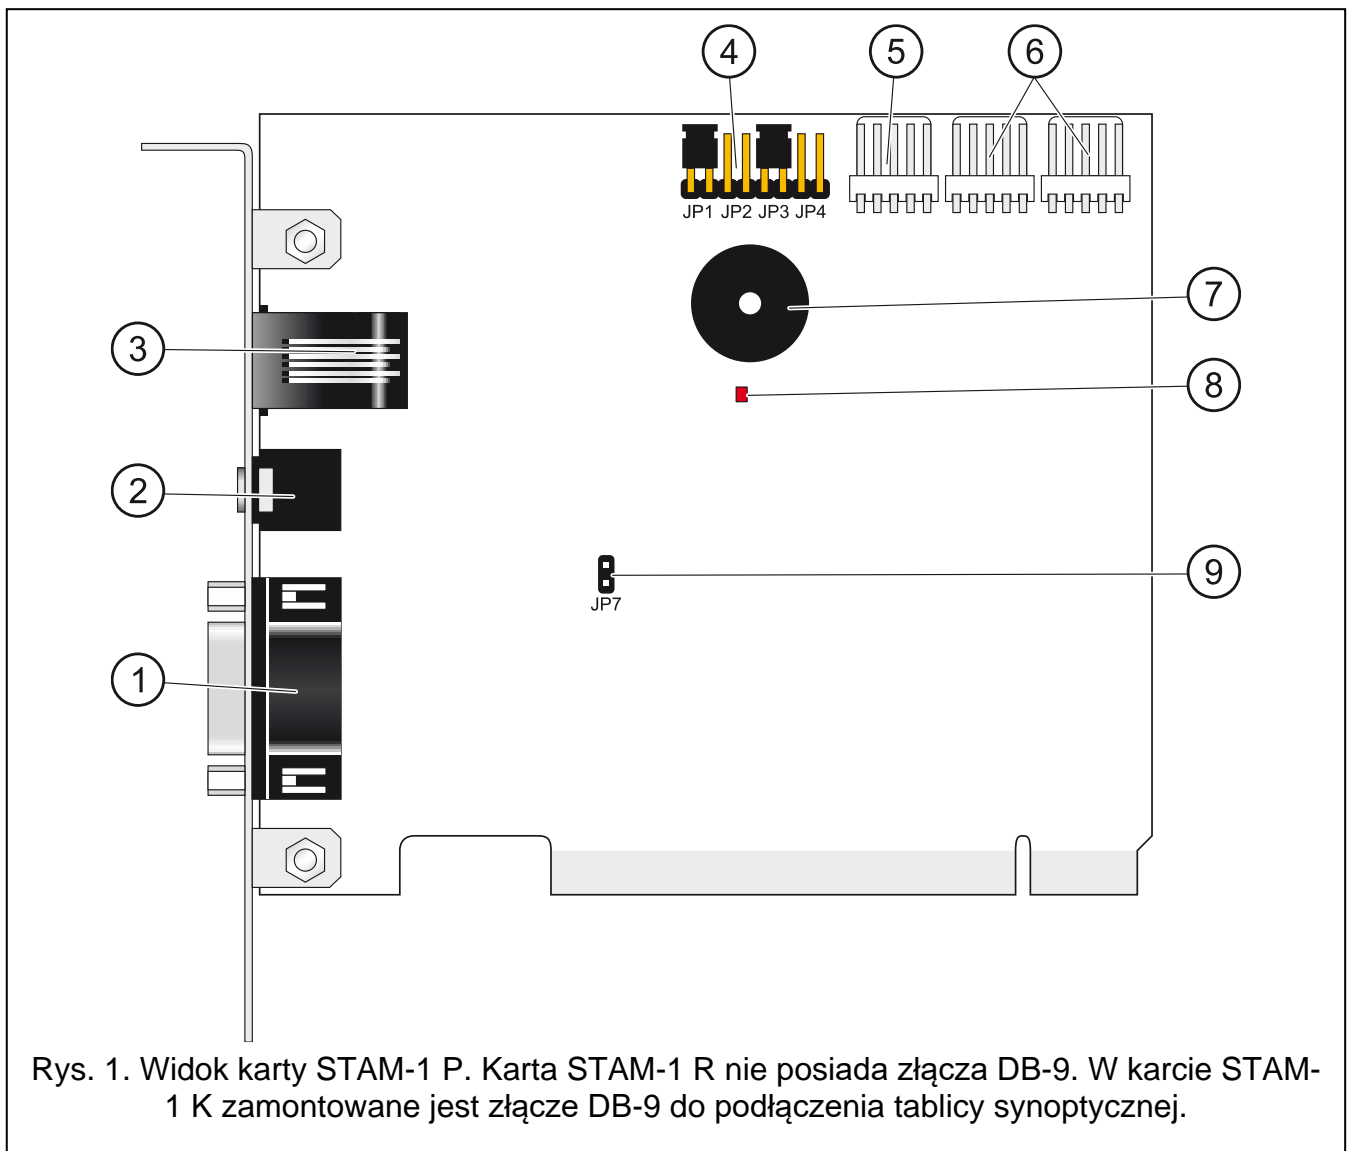 4 5 6
JP1 JP2 JP3 JP4
7
3
8
2
9
JP7
1
Rys. 1. Widok karty STAM-1 P. Karta STAM-1 R nie posiada złącza DB-9. W karcie STAM-
1 K zamontowane jest złącze DB-9 do podłączenia tablicy synoptycznej.